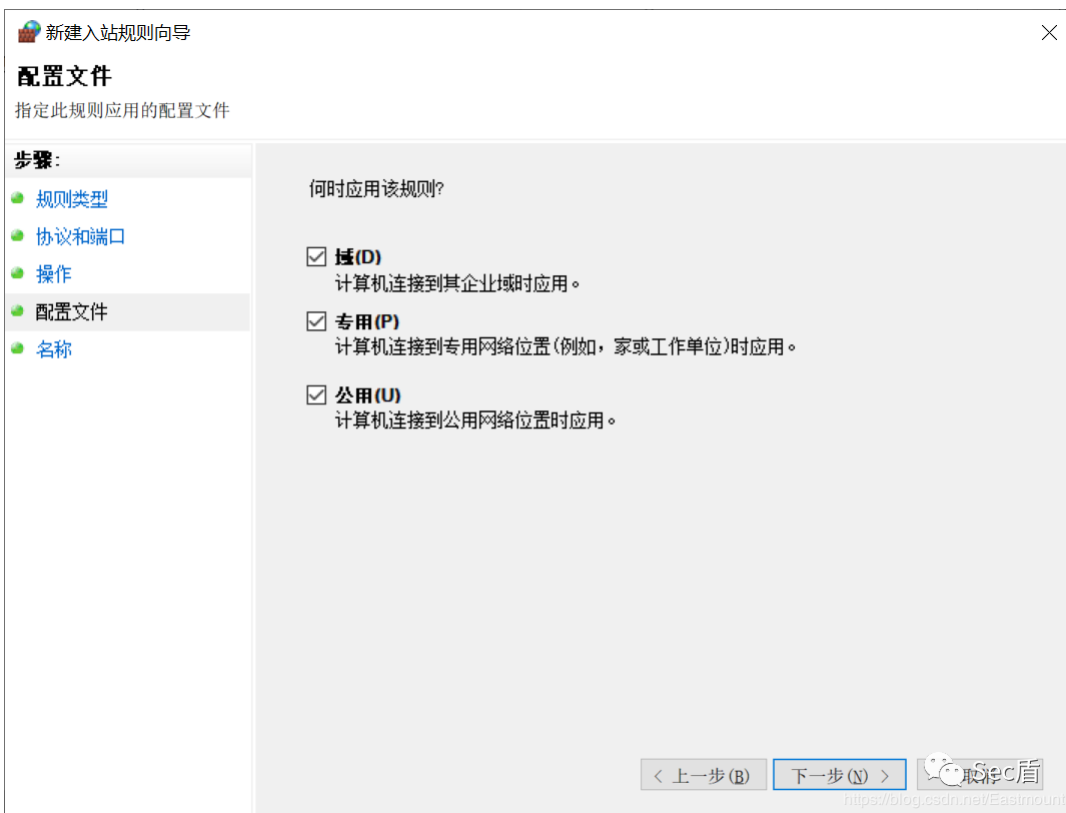 新建入站规则向导
配置文件
指定此规则应用的配置文件
步骤:
规则类型
协议和端口
操作
配置文件
名称
何时应用该规则?
域(D)
计算机连接到其企业域时应用。
专用(P)
计算机连接到专用网络位置(例如，家或工作单位)时应用。
公用(U)
计算机连接到公用网络位置时应用。
< 上一步(B)
下一步(N) >
取消
Sec盾
https://blog.csdn.net/Eastmount